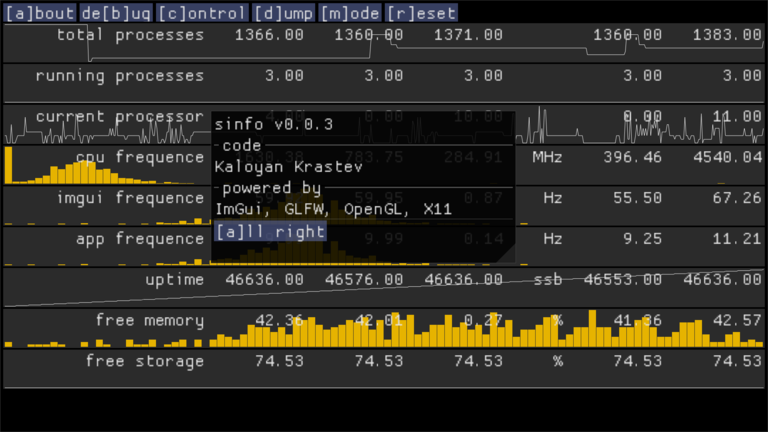 [a]bout de[b]ug [c]ontrol [d]ump [m]ode [r]eset
total processes 1366.00 1360.00 1371.00 1360.00 1383.00
running processes 3.00 3.00 3.00 3.00 3.00
current processor 4.00 0.00 10.00 0.00 11.00
sinfo v0.0.3
code
cpu frequence 1630.38 783.75 284.91 MHz 396.46 4540.04
Kaloyan Krastev
powered by
imgui frequence 59.95 0.87 Hz 55.50 67.26
ImGui, GLFW, OpenGL, X11
[a]ll right
app frequence 9.99 0.14 Hz 9.25 11.21
uptime 46636.00 46576.00 46636.00 ssb 46553.00 46636.00
free memory 42.36 42.01 0.27 % 41.36 42.57
free storage 74.53 74.53 74.53 % 74.53 74.53